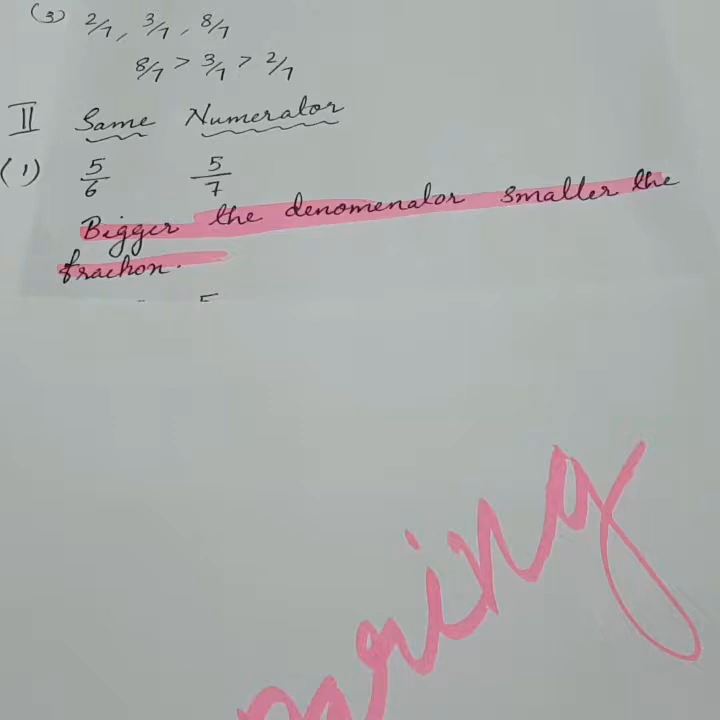 (3) 2/7, 3/7, 8/7
8/7 > 3/7 > 2/7
II Same Numerator
(1) 5/6 5/7
Bigger the denomenator smaller the
fraction.